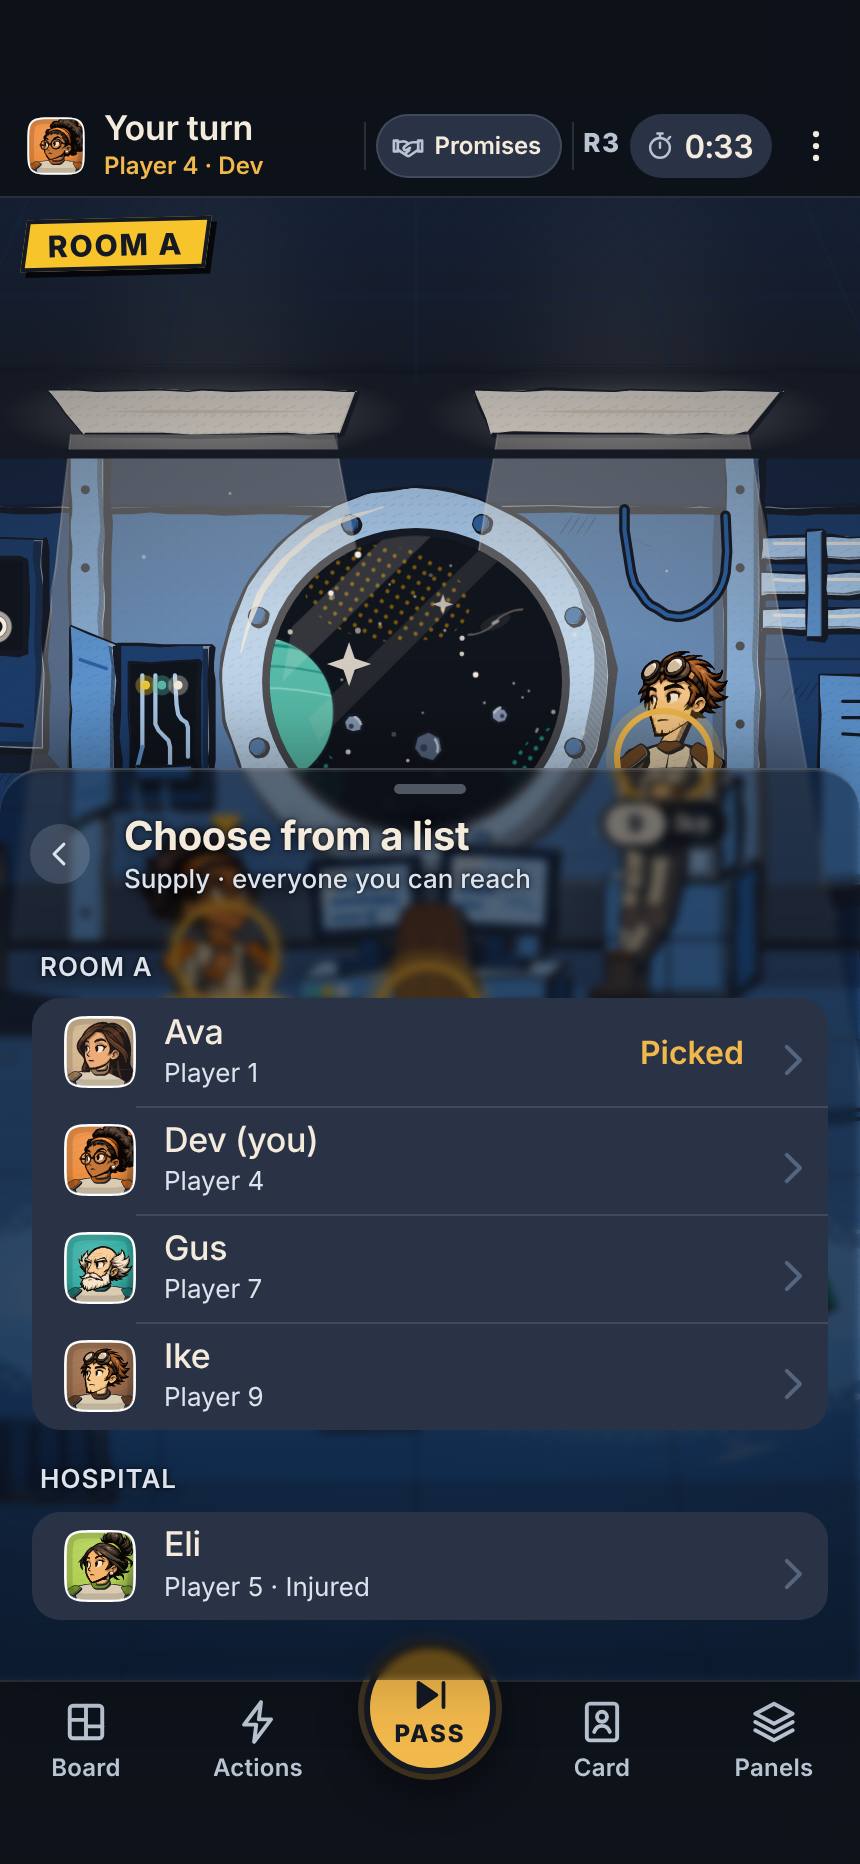 Your turn
Player 4 · Dev
Promises
R3
0:33
ROOM A
Choose from a list
Supply · everyone you can reach
ROOM A
Ava
Player 1
Picked
Dev (you)
Player 4
Gus
Player 7
Ike
Player 9
HOSPITAL
Eli
Player 5 · Injured
PASS
Board
Actions
Card
Panels